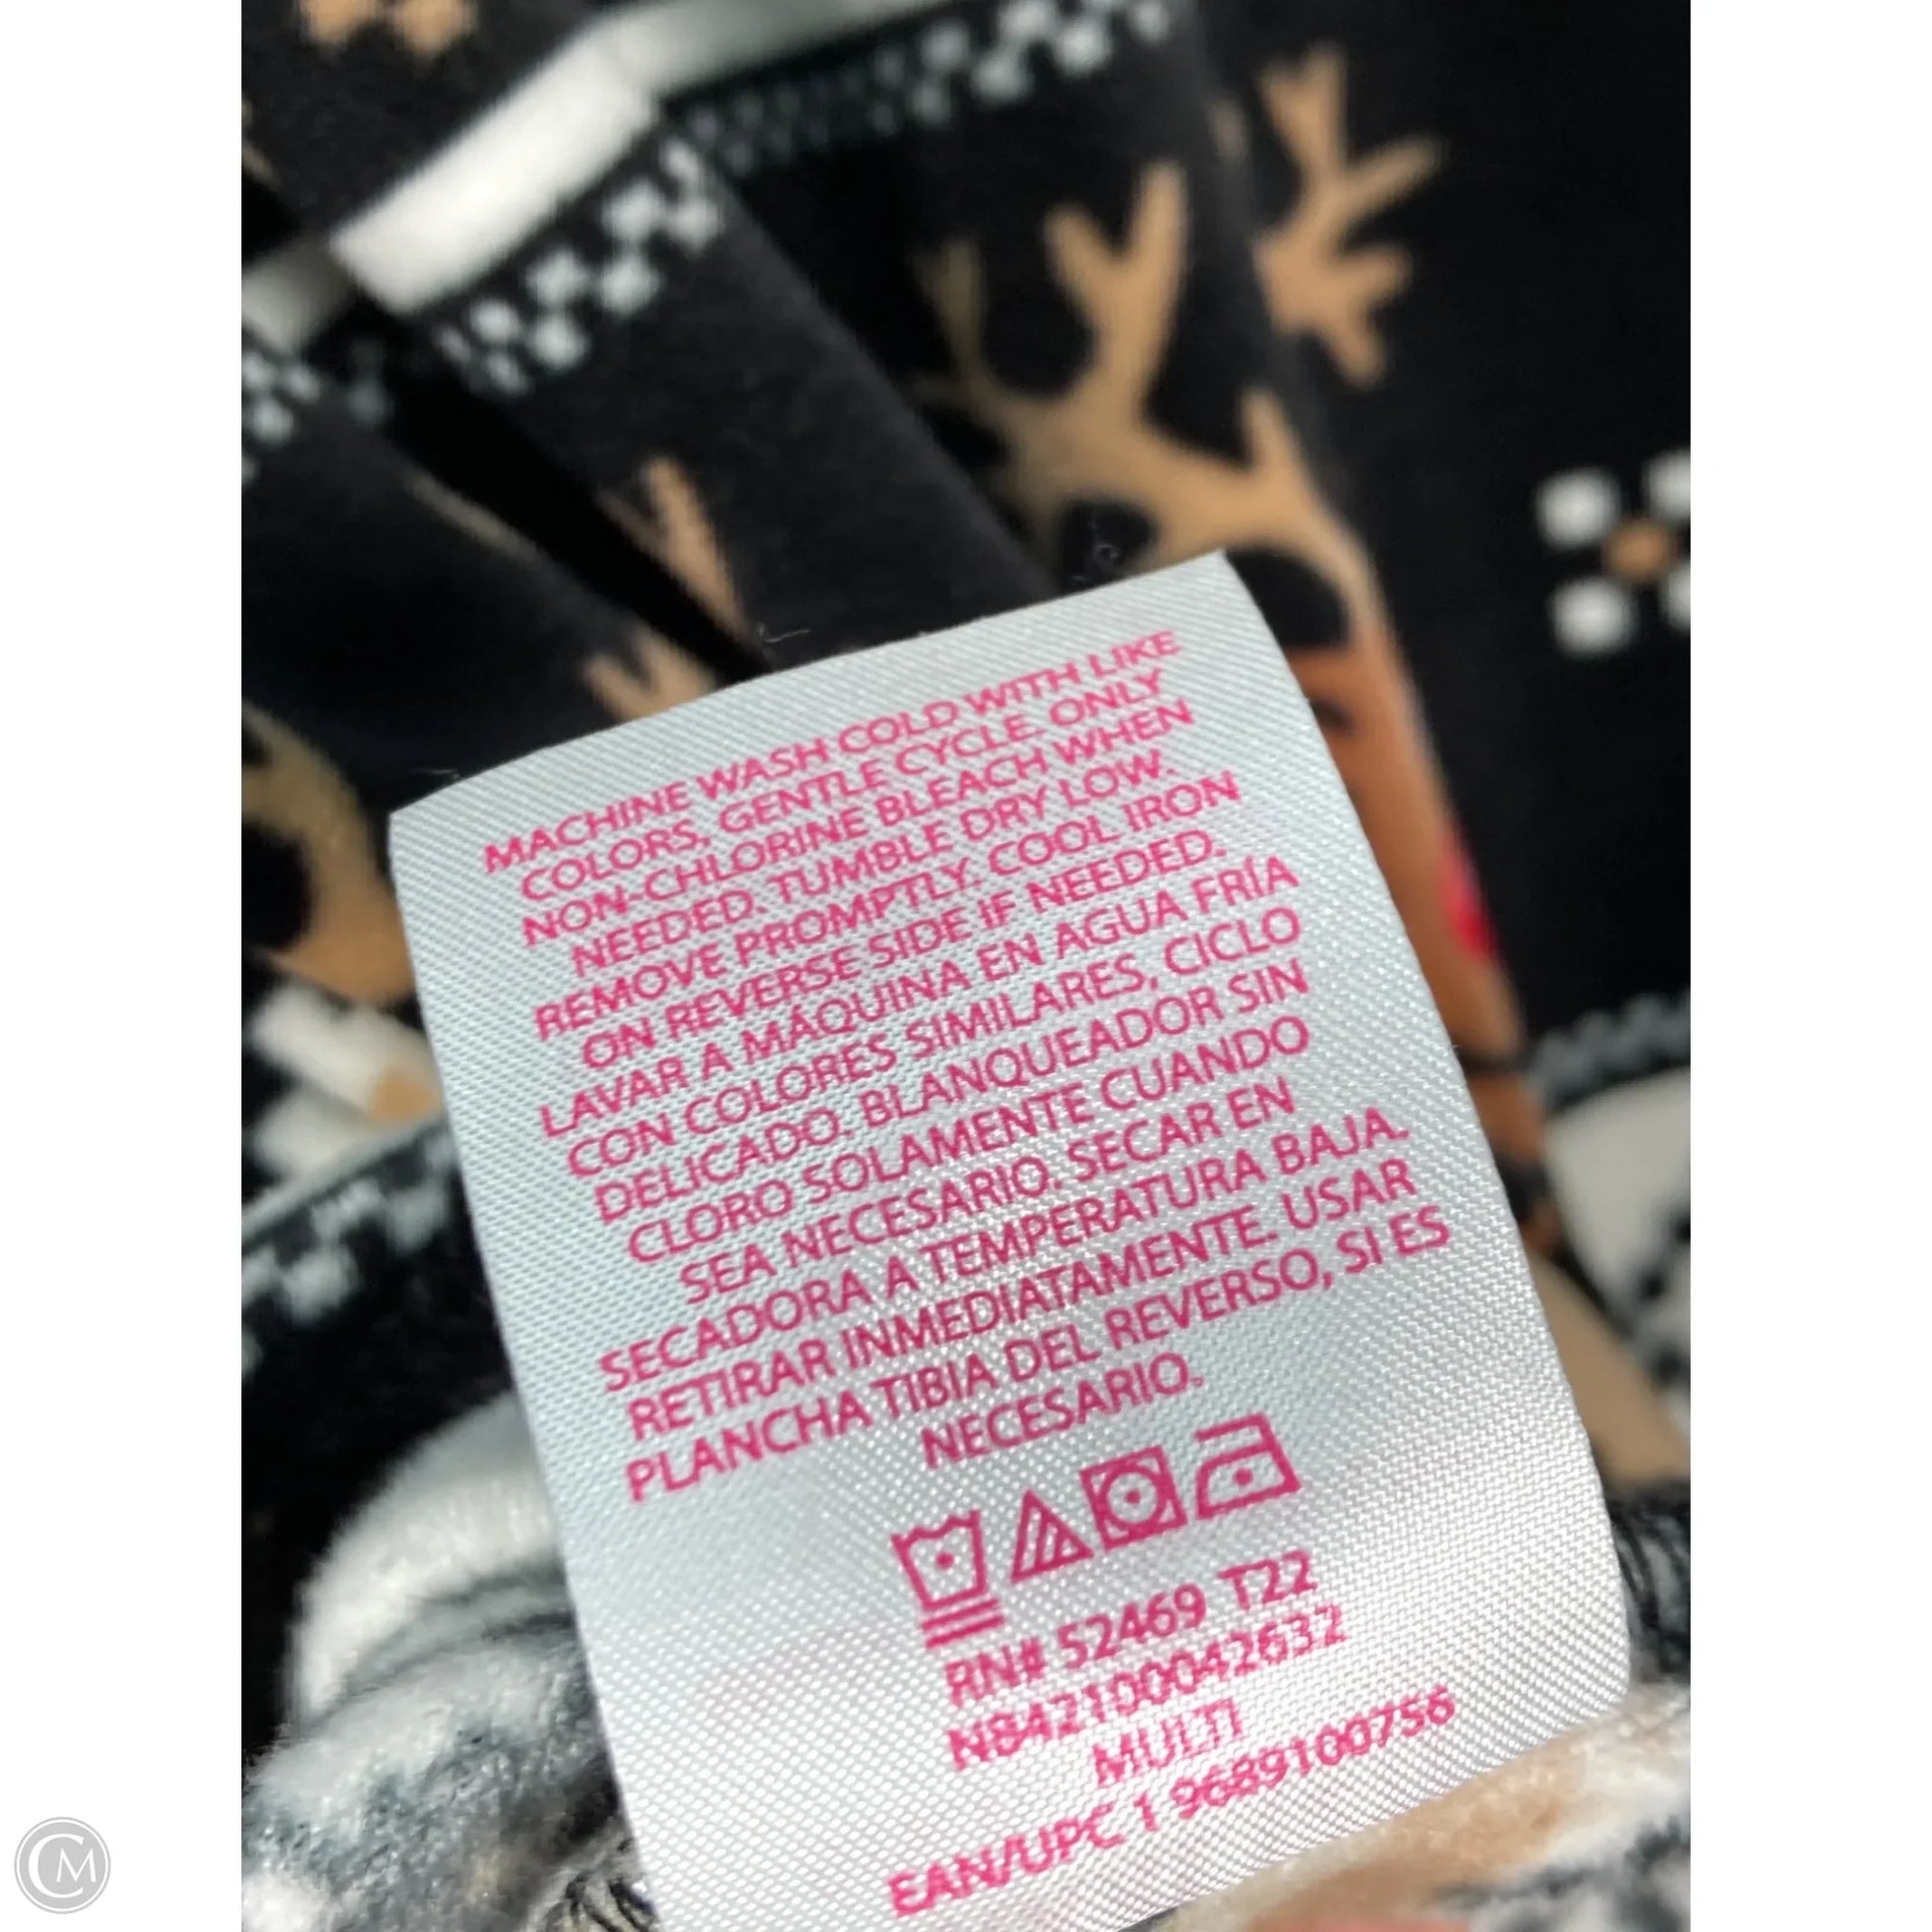 MACHINE WASH COLD WITH LIKE
COLORS, GENTLE CYCLE. ONLY
NON-CHLORINE BLEACH WHEN
NEEDED. TUMBLE DRY LOW.
REMOVE PROMPTLY. COOL IRON
ON REVERSE SIDE IF NEEDED.
LAVAR A MÁQUINA EN AGUA FRÍA
CON COLORES SIMILARES, CICLO
DELICADO. BLANQUEADOR SIN
CLORO SOLAMENTE CUANDO
SEA NECESARIO. SECAR EN
SECADORA A TEMPERATURA BAJA.
RETIRAR INMEDIATAMENTE. USAR
PLANCHA TIBIA DEL REVERSO, SI ES
NECESARIO.
RN# 52469 T22
N842100042632
MULTI
EAN/UPC 1 9689100756
CM